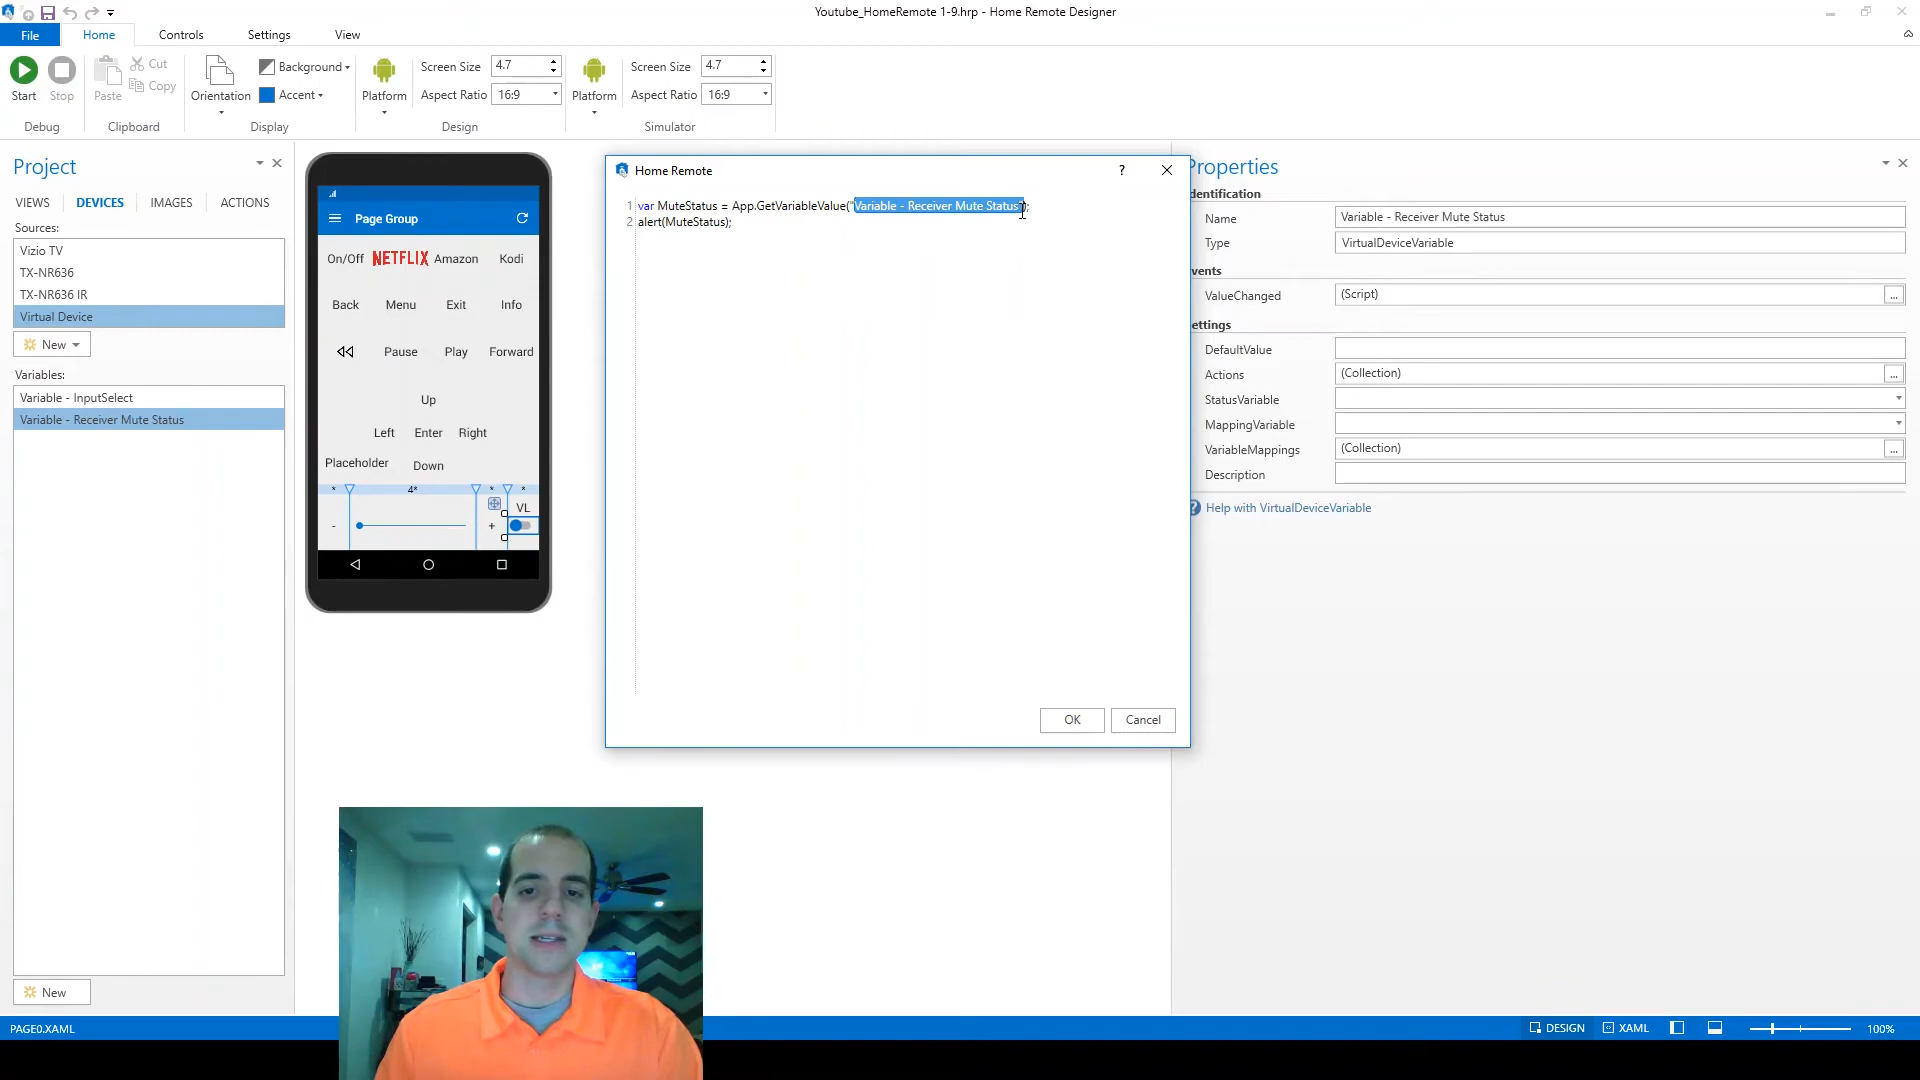 Youtube_HomeRemote 1-9.hrp - Home Remote Designer
File
Home
Controls
Settings
View
Start
Stop
Debug
Paste
Cut
Copy
Clipboard
Orientation
Background
Accent
Display
Platform
Screen Size 4.7
Aspect Ratio 16:9
Design
Platform
Screen Size 4.7
Aspect Ratio 16:9
Simulator
Project
VIEWS
DEVICES
IMAGES
ACTIONS
Sources:
Vizio TV
TX-NR636
TX-NR636 IR
Virtual Device
New
Variables:
Variable - InputSelect
Variable - Receiver Mute Status
New
Page Group
On/Off NETFLIX Amazon Kodi
Back Menu Exit Info
Pause Play Forward
Up
Left Enter Right
Placeholder Down
* 4* * *
VL
- +
Home Remote
?
1 var MuteStatus = App.GetVariableValue("Variable - Receiver Mute Status");
2 alert(MuteStatus);
OK
Cancel
Properties
dentification
Name Variable - Receiver Mute Status
Type VirtualDeviceVariable
vents
ValueChanged (Script) ...
ettings
DefaultValue
Actions (Collection) ...
StatusVariable
MappingVariable
VariableMappings (Collection) ...
Description
Help with VirtualDeviceVariable
PAGE0.XAML
DESIGN
XAML
100%